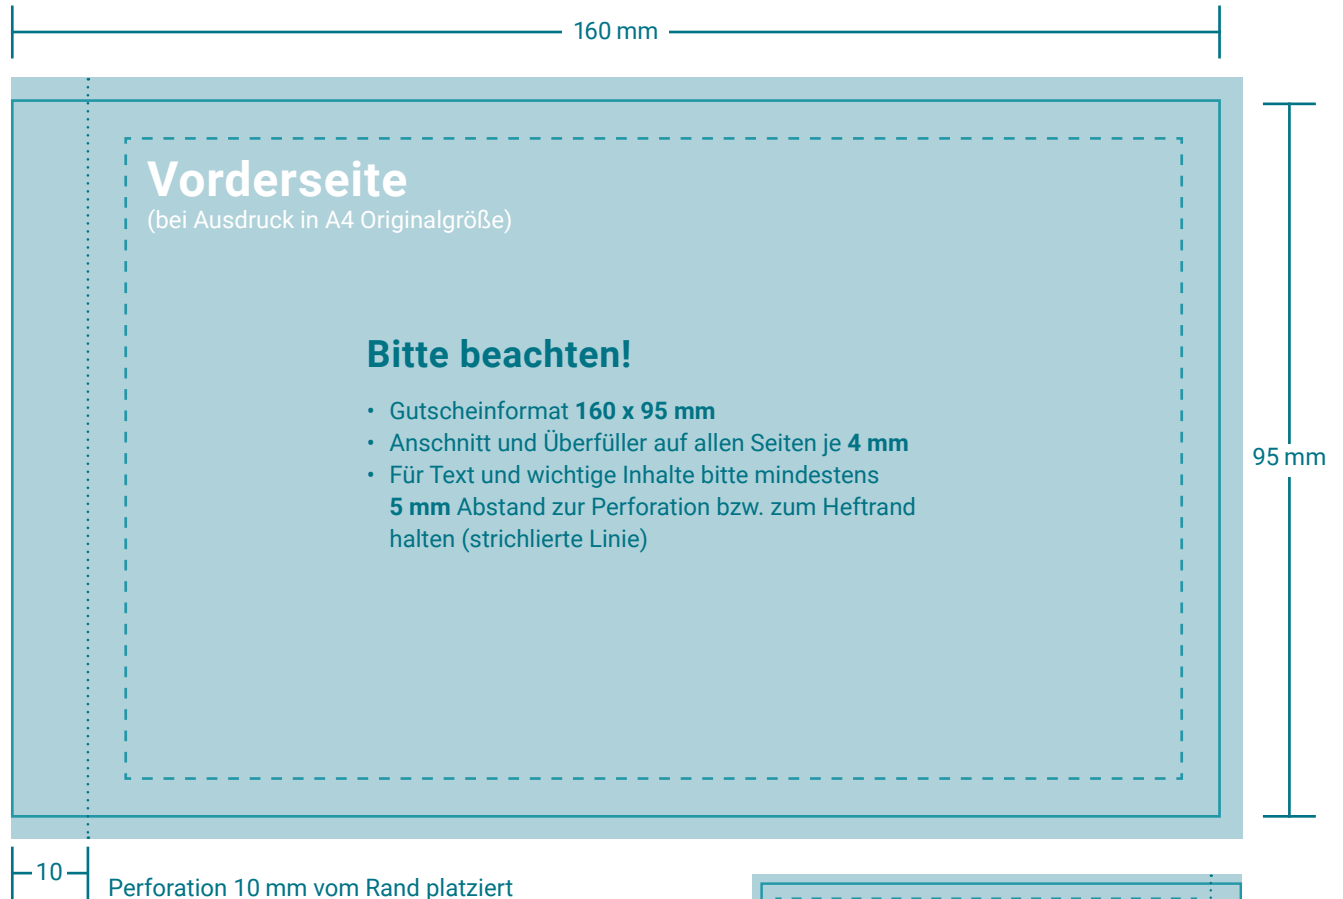 160 mm
Vorderseite
(bei Ausdruck in A4 Originalgröße)
Bitte beachten!
• Gutscheinformat 160 x 95 mm
• Anschnitt und Überfüller auf allen Seiten je 4 mm
• Für Text und wichtige Inhalte bitte mindestens
5 mm Abstand zur Perforation bzw. zum Heftrand
halten (strichlierte Linie)
95 mm
10
Perforation 10 mm vom Rand platziert